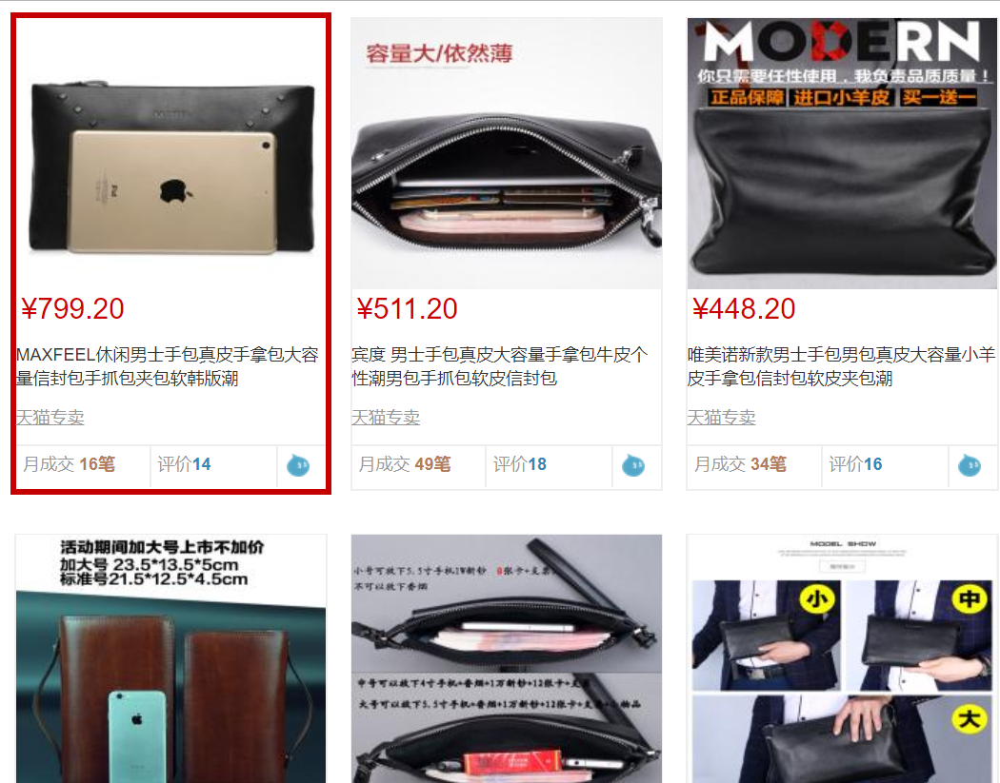 容量大/依然薄
MODERN
你只需要任性使用，我负责品质质量！
正品保障 进口小羊皮 买一送一
iPad
¥799.20
¥511.20
¥448.20
MAXFEEL休闲男士手包真皮手拿包大容
量信封包手抓包夹包软韩版潮
宾度 男士手包真皮大容量手拿包牛皮个
性潮男包手抓包软皮信封包
唯美诺新款男士手包男包真皮大容量小羊
皮手拿包信封包软皮夹包潮
天猫专卖
天猫专卖
天猫专卖
月成交 16笔 评价14
月成交 49笔 评价18
月成交 34笔 评价16
活动期间加大号上市不加价
加大号 23.5*13.5*5cm
标准号21.5*12.5*4.5cm
小号可放下5.5寸手机1W新钞 8张卡+支票
不可以放下香烟
中号可以放下4寸手机+香烟+1万新钞+12张卡+支票
大号可以放下5.5寸手机+香烟+1万新钞+12张卡+支票+小物品
MODEL SHOW
小
中
大